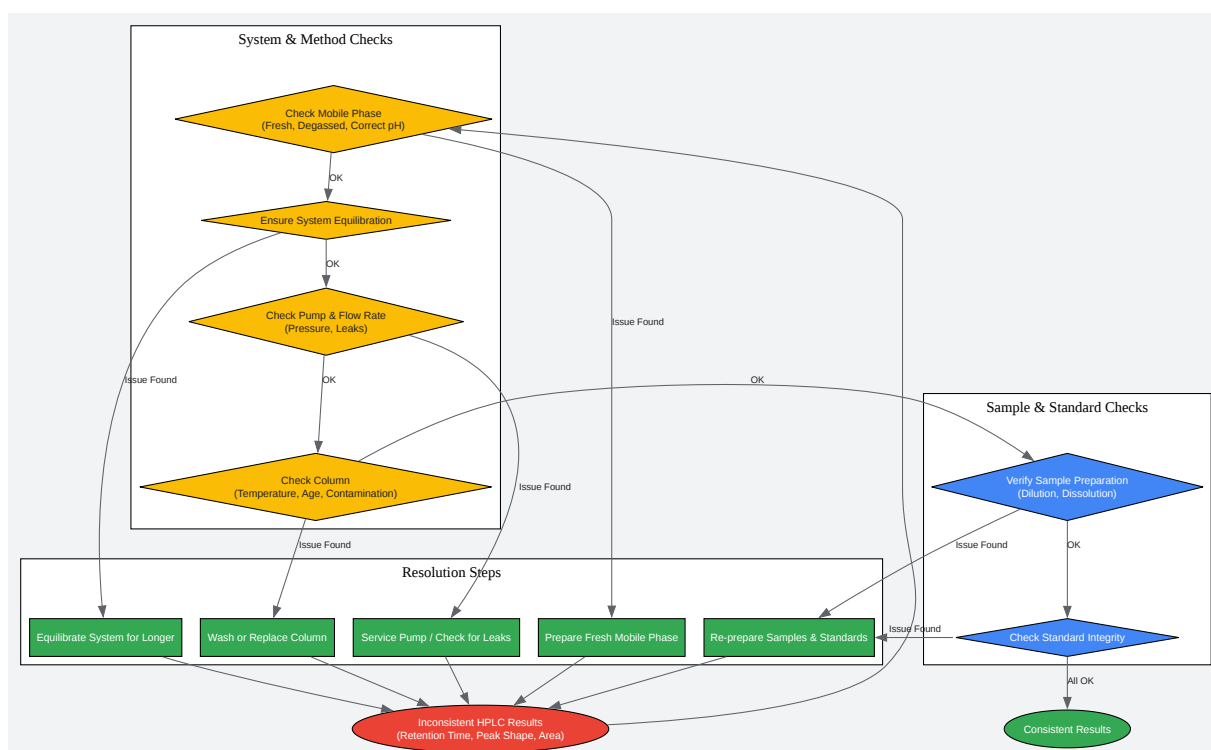 System & Method Checks
Check Mobile Phase
(Fresh, Degassed, Correct pH)
OK
Ensure System Equilibration
OK
Check Pump & Flow Rate
(Pressure, Leaks)
Issue Found
Issue Found
OK
OK
Sample & Standard Checks
Check Column
(Temperature, Age, Contamination)
Issue Found
Verify Sample Preparation
(Dilution, Dissolution)
Issue Found
Issue Found
OK
Resolution Steps
Equilibrate System for Longer
Wash or Replace Column
Service Pump / Check for Leaks
Prepare Fresh Mobile Phase
Re-prepare Samples & Standards
Issue Found
Check Standard Integrity
All OK
Inconsistent HPLC Results
(Retention Time, Peak Shape, Area)
Consistent Results